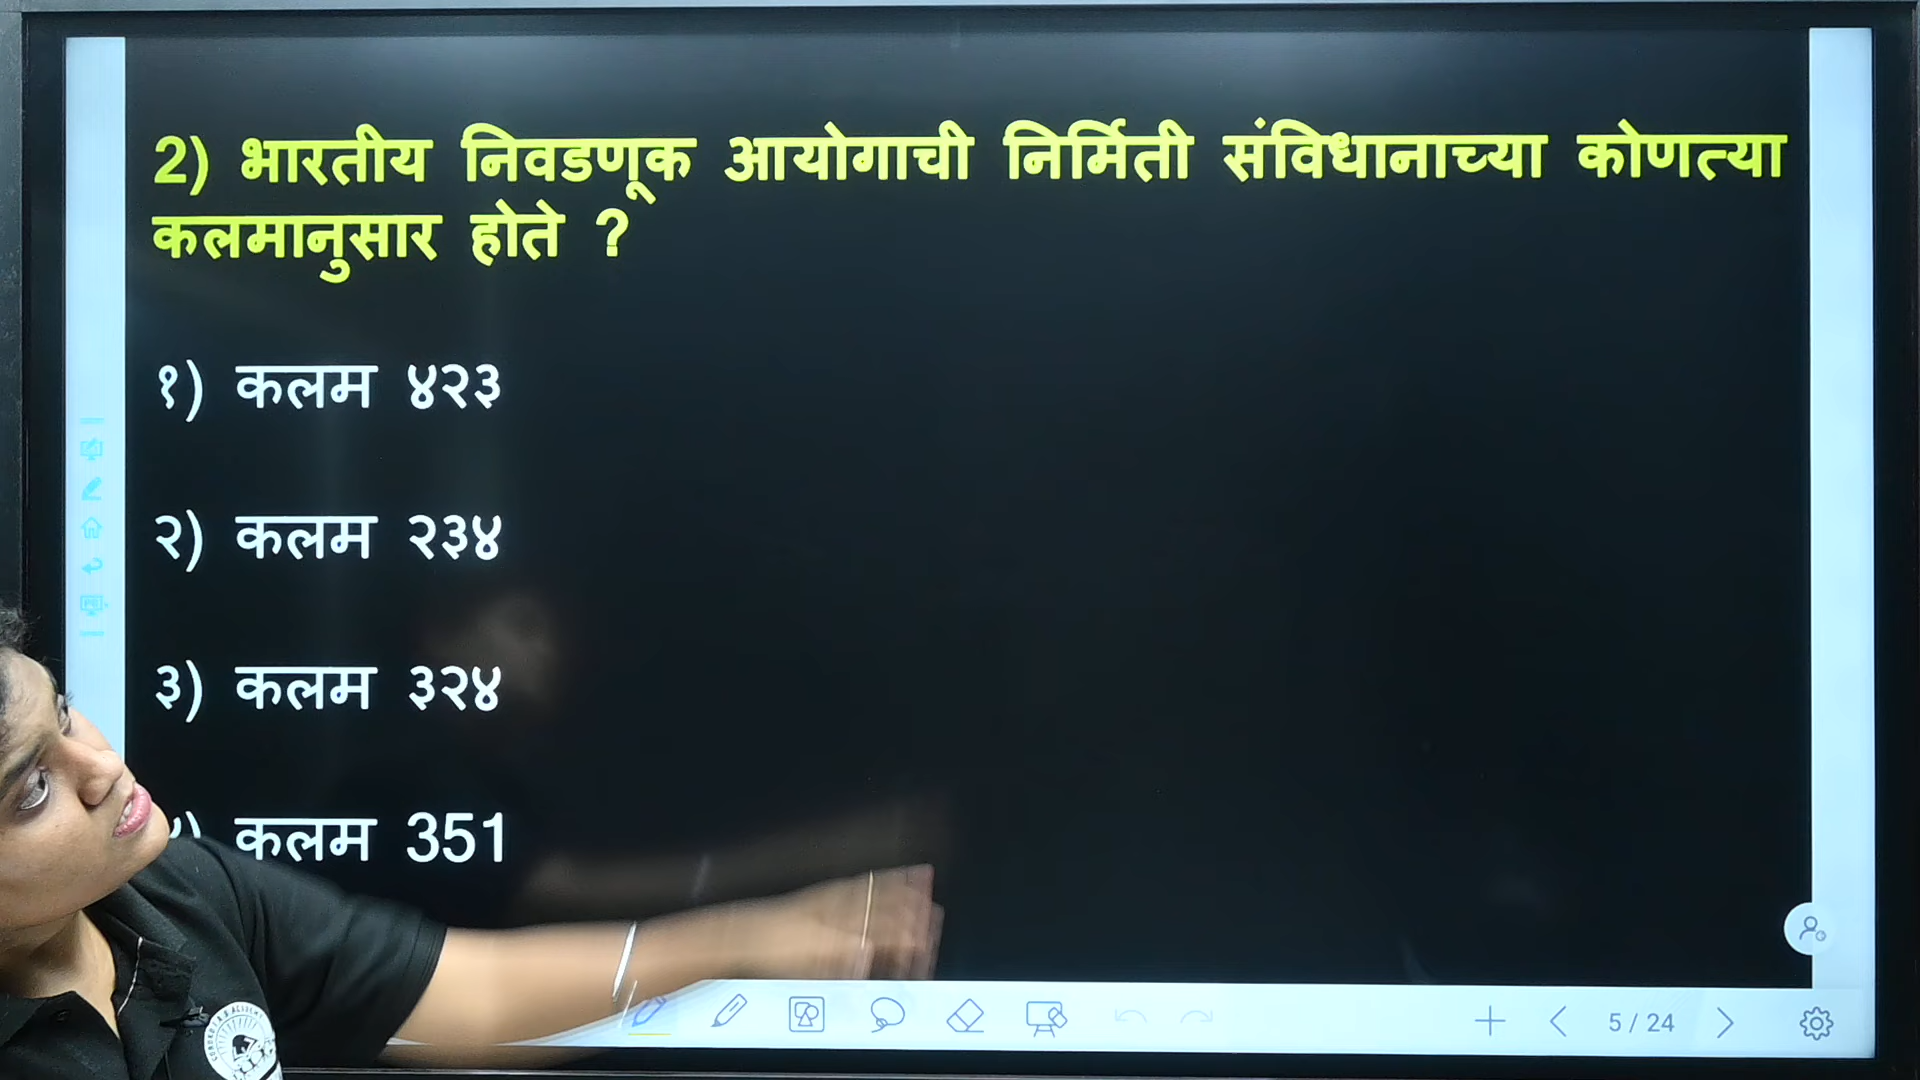 2) भारतीय निवडणूक आयोगाची निर्मिती संविधानाच्या कोणत्या
कलमानुसार होते ?
१) कलम ४२३
२) कलम २३४
३) कलम ३२४
कलम 351
5 / 24